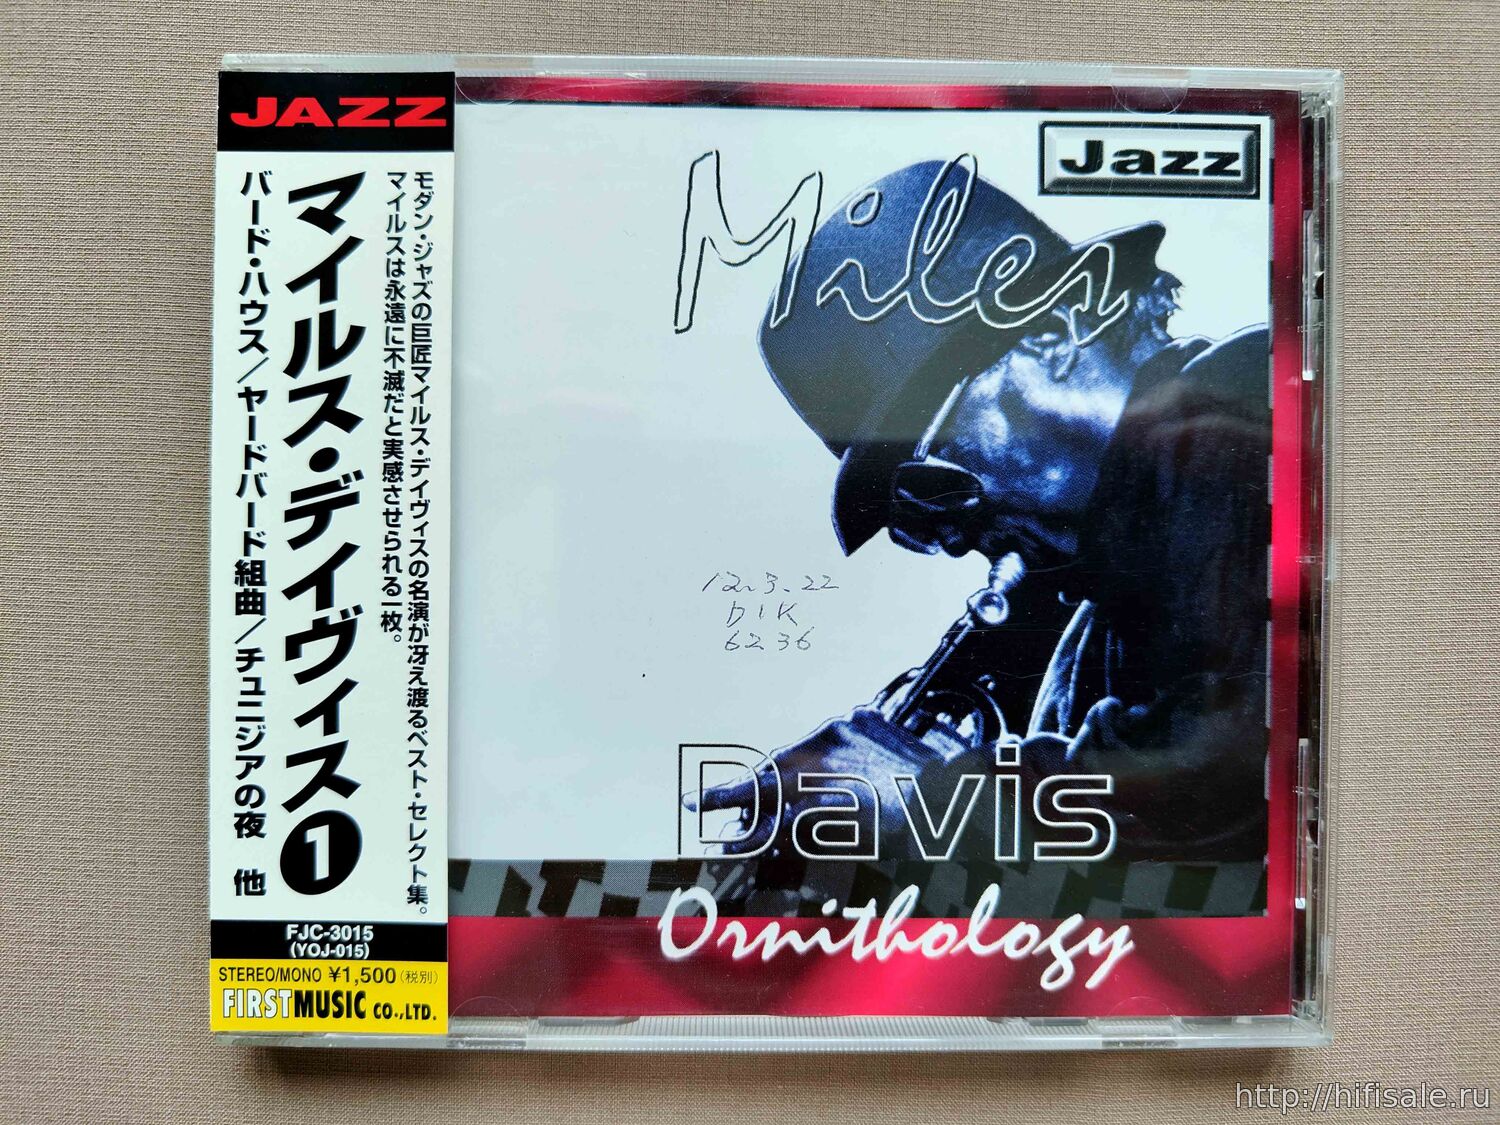 JAZZ
モダン・ジャズの巨匠マイルス・デイヴィスの名演が冴え渡るベスト・セレクト集。
マイルスは永遠に不滅だと実感させられる一枚。
マイルス・デイヴィス❶
バード・ハウス／ヤードバード組曲／チュニジアの夜　他
FJC-3015
(YOJ-015)
STEREO/MONO ¥1,500(税別)
FIRST MUSIC CO.,LTD.
Jazz
Miles
12.3.22
DIK
6236
Davis
Ornithology
http://hifisale.ru